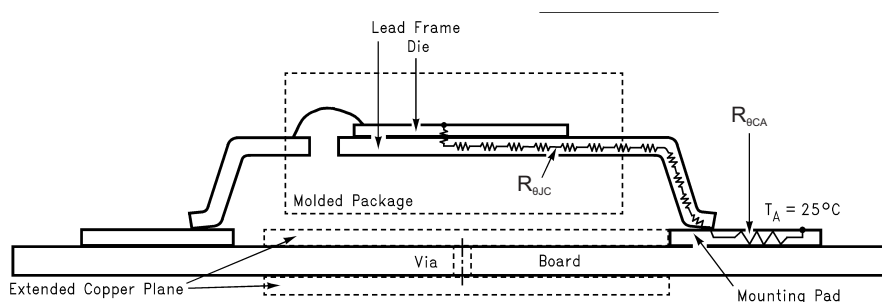 Lead Frame
Die
RθCA
RθJC
Molded Package
TA = 25°C
Via
Board
Extended Copper Plane
Mounting Pad